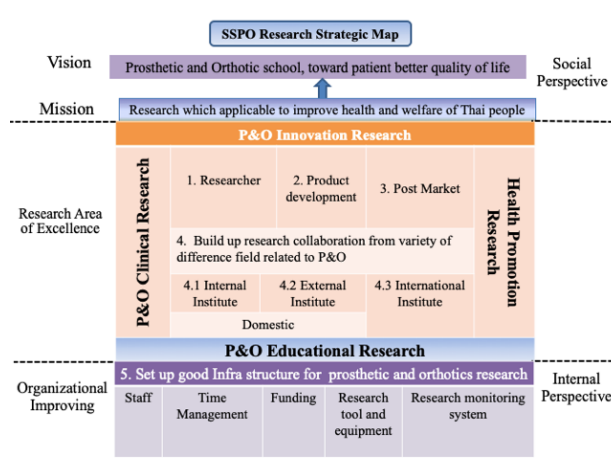 SSPO Research Strategic Map
Vision
Prosthetic and Orthotic school, toward patient better quality of life
Social
Perspective
Mission
Research which applicable to improve health and welfare of Thai people
P&O Innovation Research
Research Area
of Excellence
P&O Clinical Research
1. Researcher
2. Product
development
3. Post Market
Health Promotion
Research
4. Build up research collaboration from variety of
difference field related to P&O
4.1 Internal
Institute
4.2 External
Institute
4.3 International
Institute
Domestic
P&O Educational Research
5. Set up good Infra structure for prosthetic and orthotics research
Organizational
Improving
Internal
Perspective
Staff
Time
Management
Funding
Research
tool and
equipment
Research monitoring
system